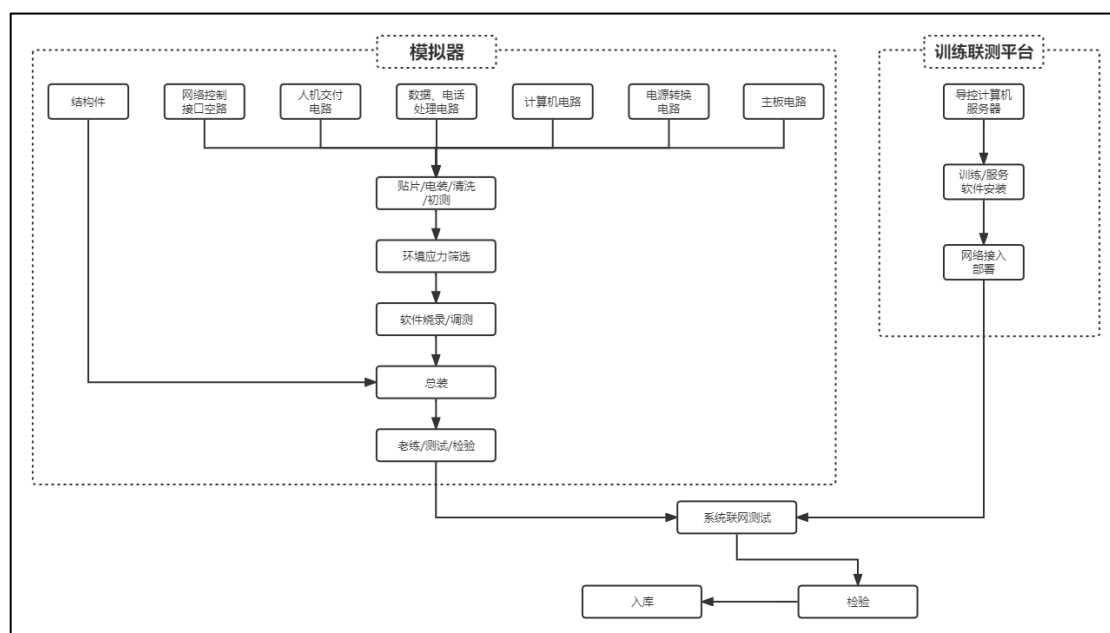 模拟器
训练联测平台
结构件
网络控制
接口空路
人机交付
电路
数据、电话
处理电路
计算机电路
电源转换
电路
主板电路
导控计算机
服务器
贴片/电装/清洗
/初测
训练/服务
软件安装
环境应力筛选
网络接入
部署
软件烧录/调测
总装
老练/测试/检验
系统联网测试
入库
检验